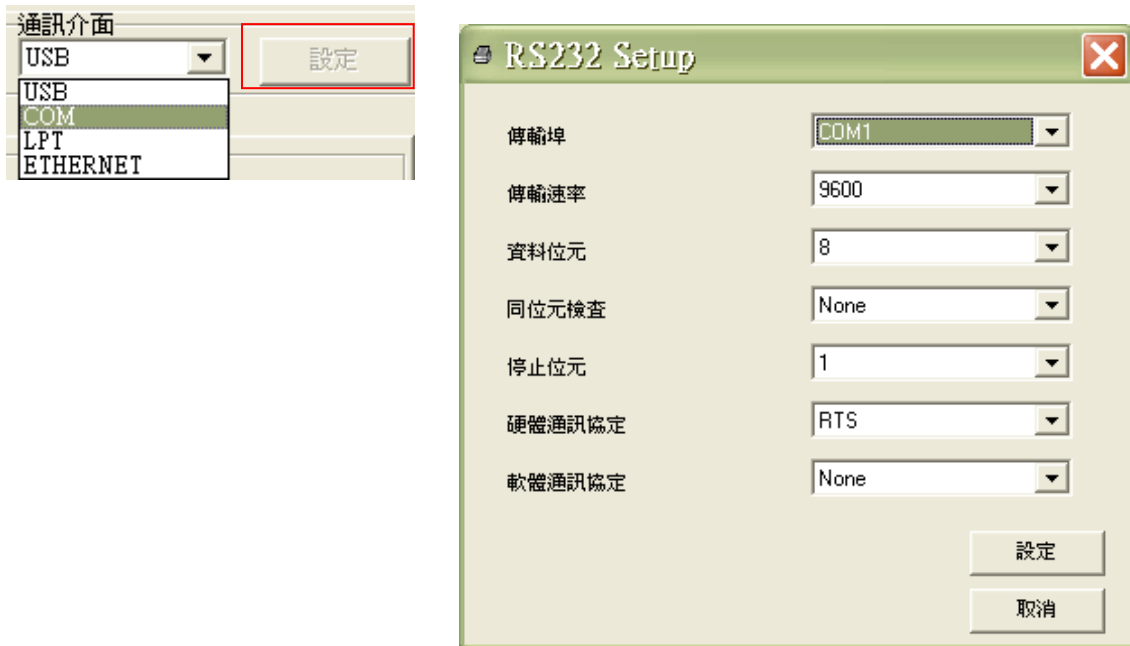 通訊介面
USB
設定
USB
COM
LPT
ETHERNET
RS232 Setup
傳輸埠
COM1
傳輸速率
9600
資料位元
8
同位元檢查
None
停止位元
1
硬體通訊協定
RTS
軟體通訊協定
None
設定
取消